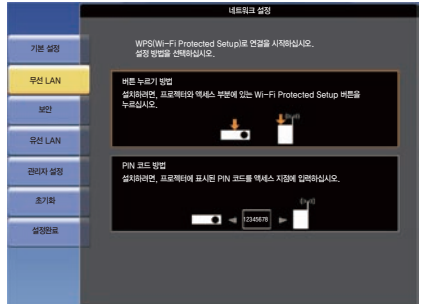 네트워크 설정
기본 설정
무선 LAN
보안
유선 LAN
관리자 설정
초기화
설정완료
WPS(Wi-Fi Protected Setup)로 연결을 시작하십시오.
설정 방법을 선택하십시오.
버튼 누르기 방법
설치하려면, 프로젝터와 액세스 부분에 있는 Wi-Fi Protected Setup 버튼을
누르십시오.
PIN 코드 방법
설치하려면, 프로젝터에 표시된 PIN 코드를 액세스 지점에 입력하십시오.
12345678